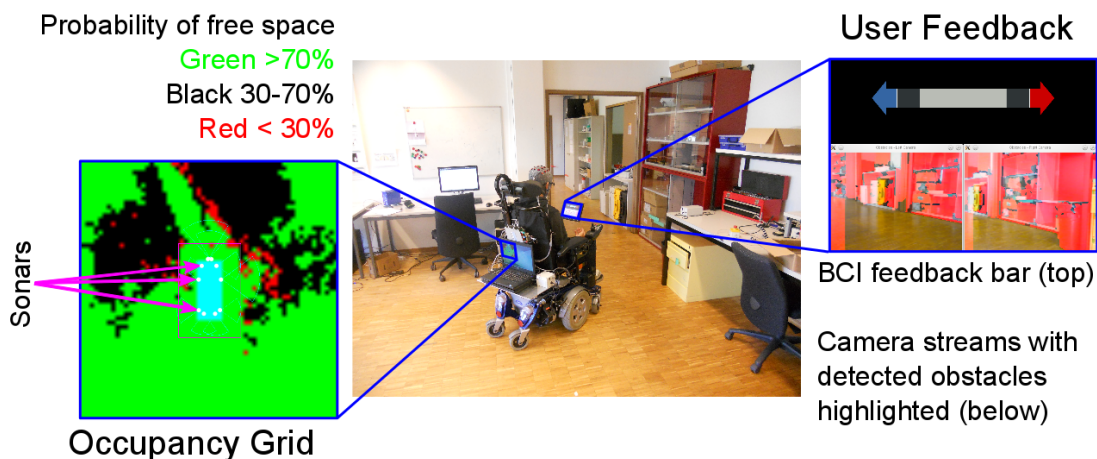 Probability of free space
Green >70%
Black 30-70%
Red < 30%
Sonars
Occupancy Grid
User Feedback
BCI feedback bar (top)
Camera streams with
detected obstacles
highlighted (below)